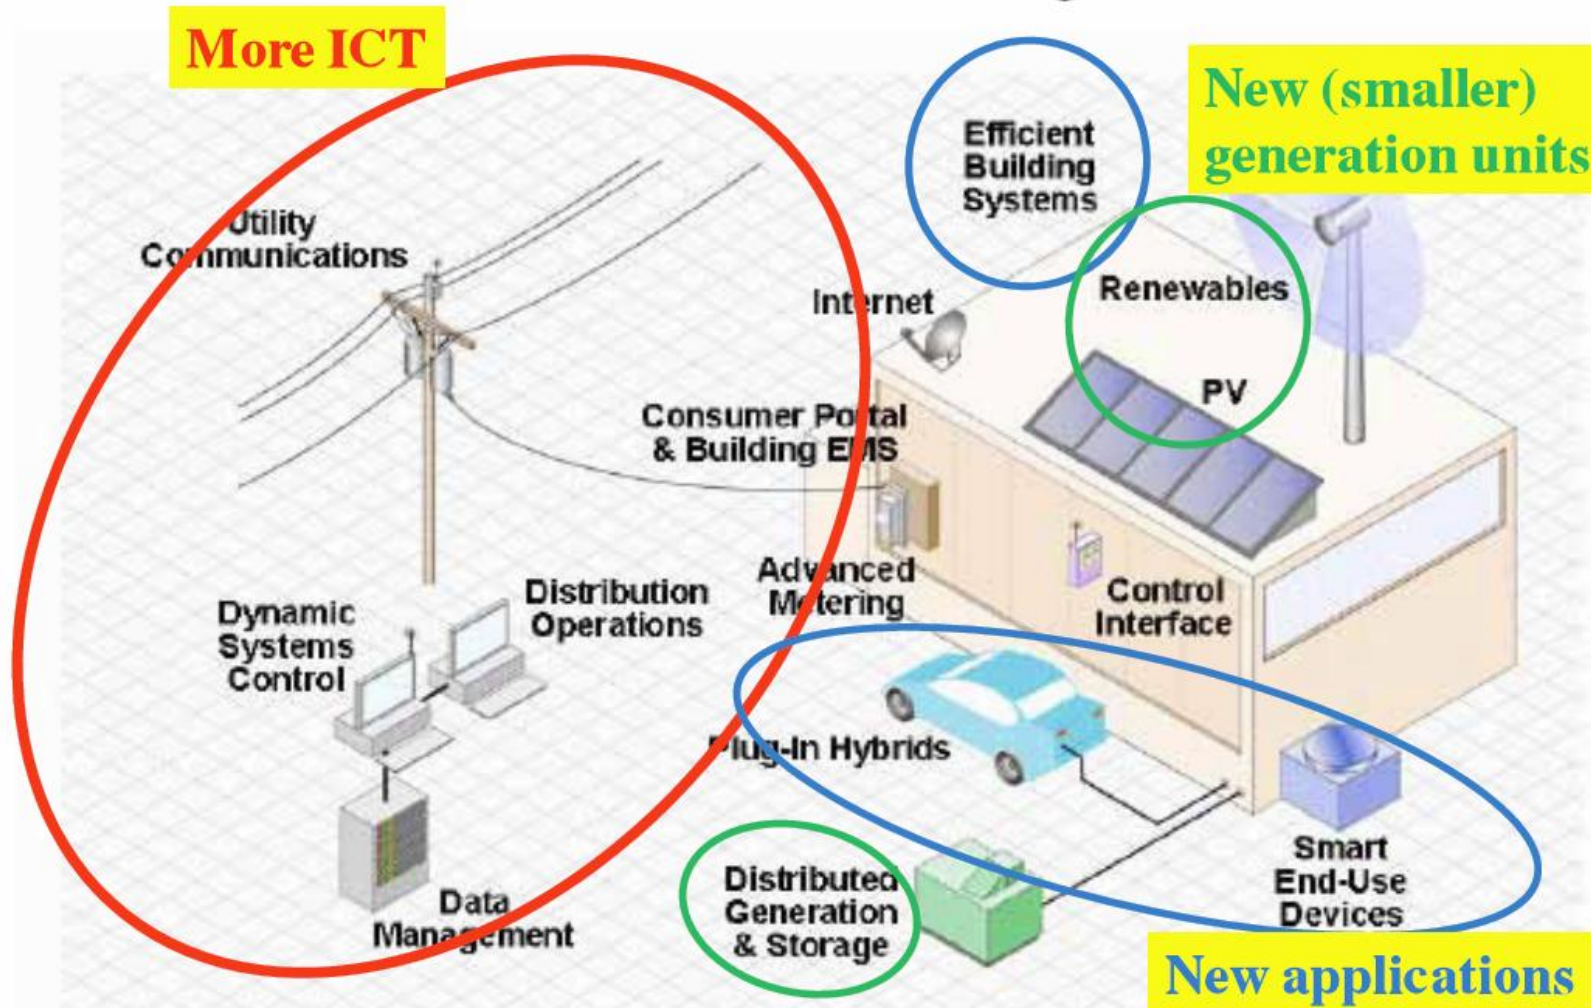 More ICT
New (smaller)
generation units
Efficient
Building
Systems
Utility
Communications
Internet
Renewables
PV
Consumer Portal
& Building EMS
Advanced
Metering
Control
Interface
Dynamic
Systems
Control
Distribution
Operations
Plug-In Hybrids
Data
Management
Distributed
Generation
& Storage
Smart
End-Use
Devices
New applications